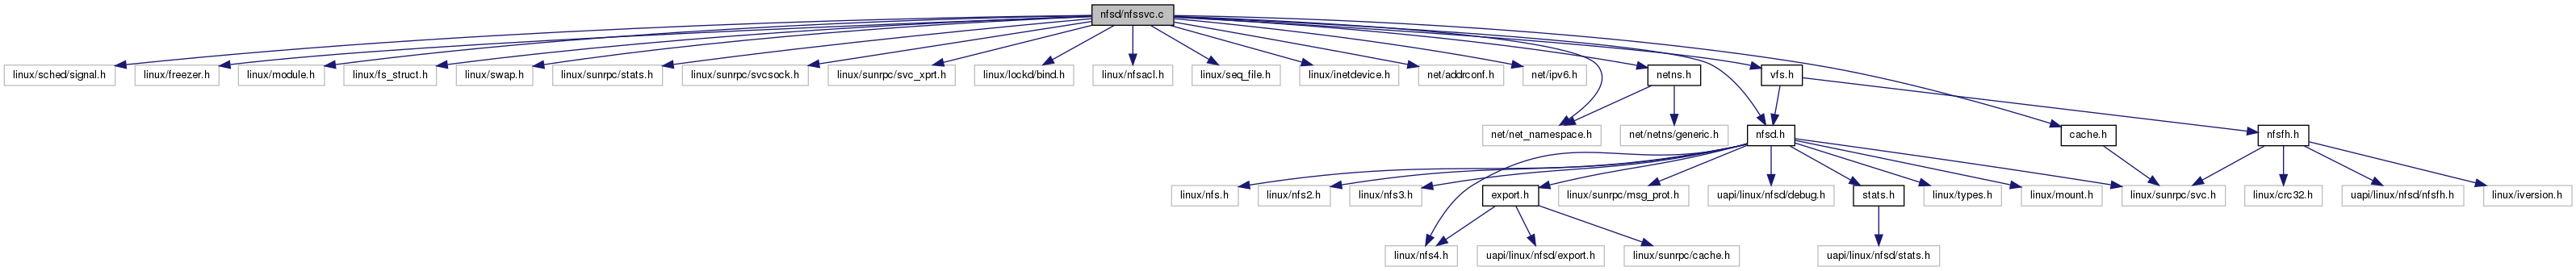 nfsd/nfssvc.c
linux/sched/signal.h
linux/freezer.h
linux/module.h
linux/fs_struct.h
linux/swap.h
linux/sunrpc/stats.h
linux/sunrpc/svcsock.h
linux/sunrpc/svc_xprt.h
linux/lockd/bind.h
linux/nfsacl.h
linux/seq_file.h
linux/inetdevice.h
net/addrconf.h
net/ipv6.h
netns.h
vfs.h
net/net_namespace.h
net/netns/generic.h
nfsd.h
cache.h
nfsfh.h
linux/nfs.h
linux/nfs2.h
linux/nfs3.h
export.h
linux/sunrpc/msg_prot.h
uapi/linux/nfsd/debug.h
stats.h
linux/types.h
linux/mount.h
linux/sunrpc/svc.h
linux/crc32.h
uapi/linux/nfsd/nfsfh.h
linux/iversion.h
linux/nfs4.h
uapi/linux/nfsd/export.h
linux/sunrpc/cache.h
uapi/linux/nfsd/stats.h